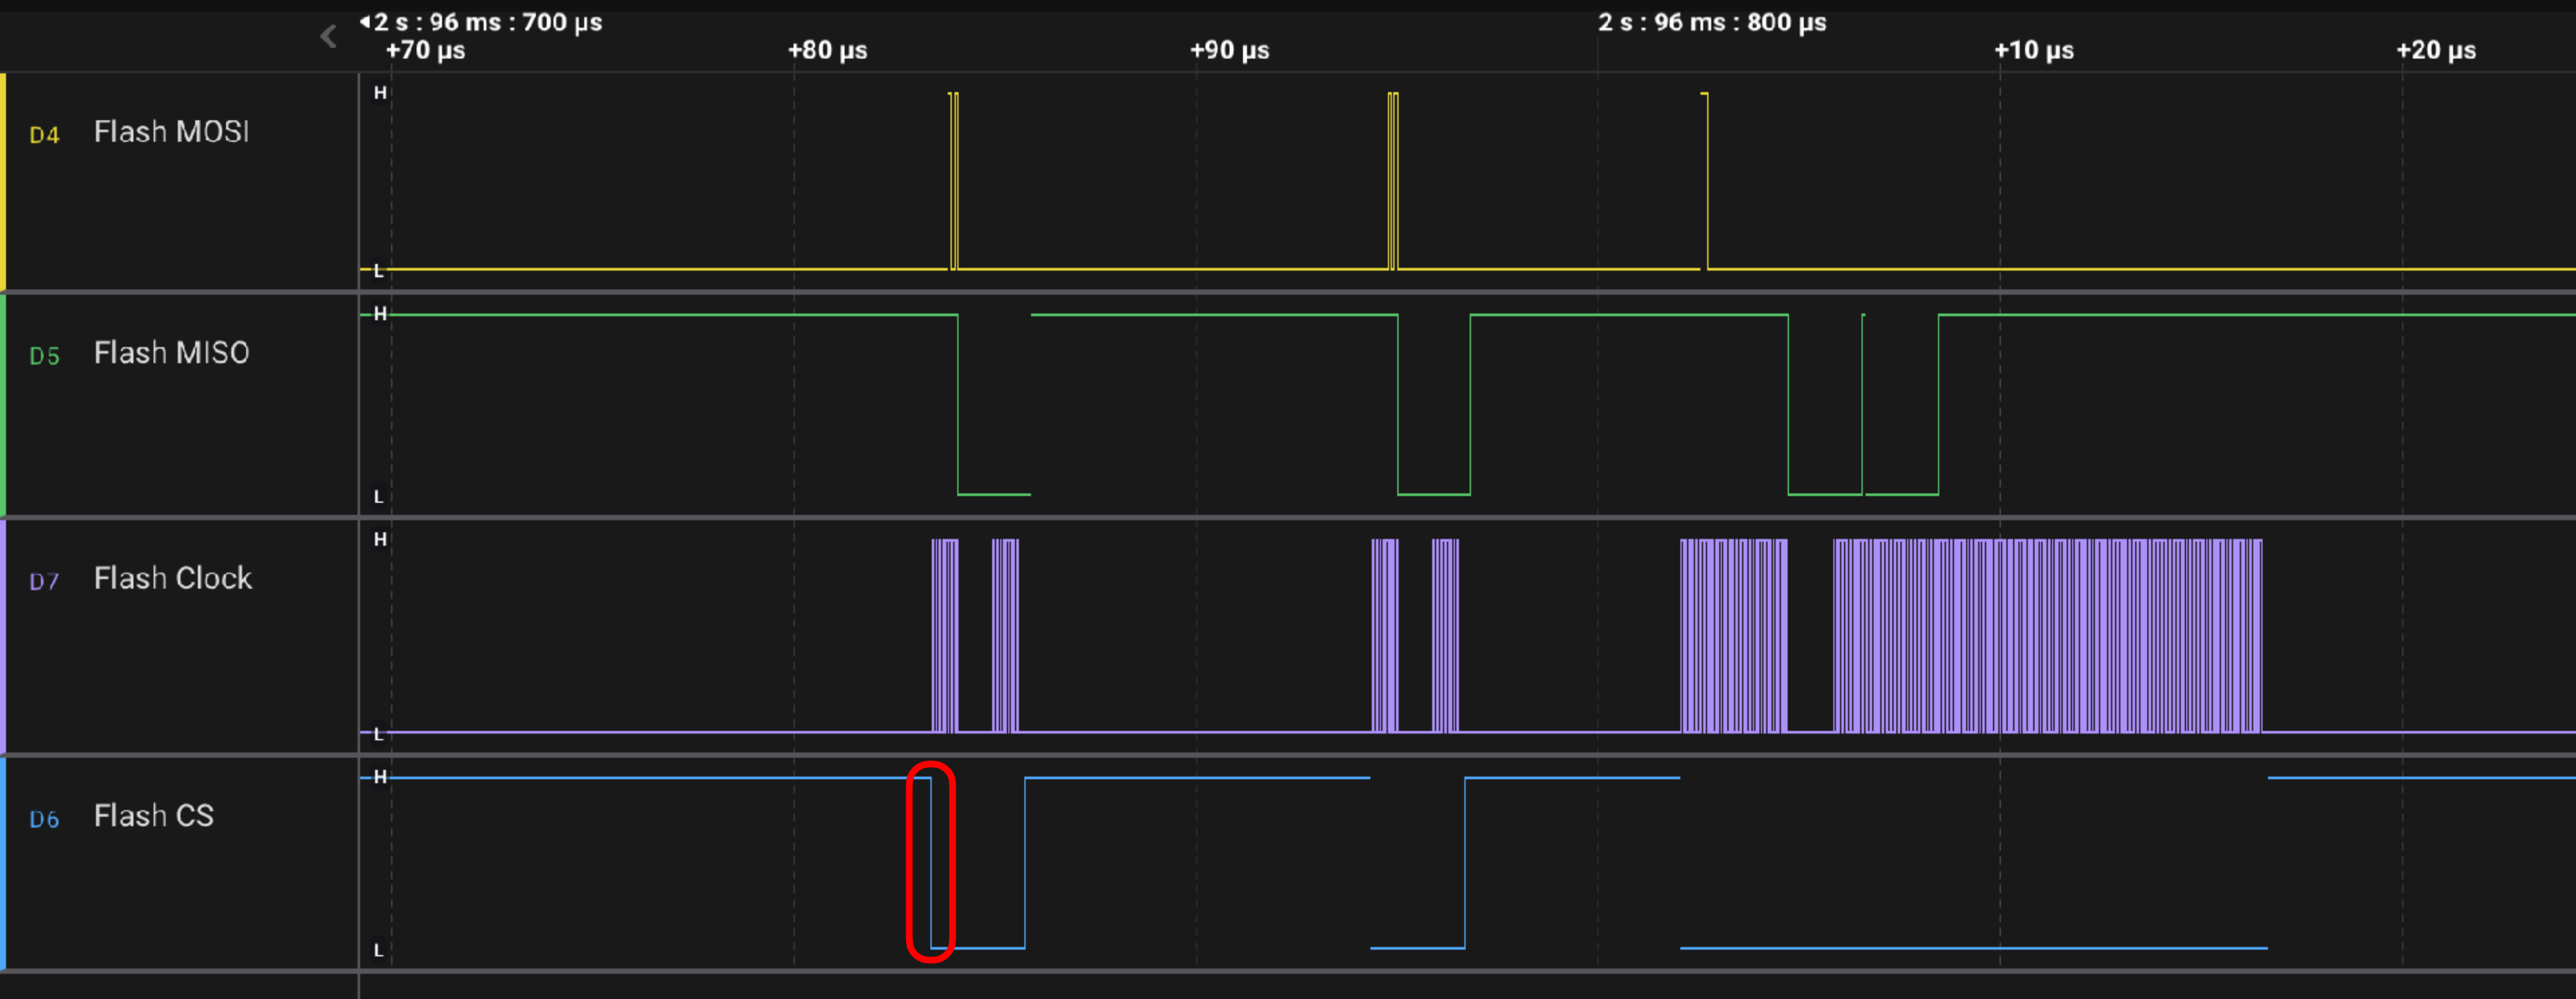 2 s : 96 ms : 700 µs
2 s : 96 ms : 800 µs
+70 µs
+80 µs
+90 µs
+10 µs
+20 µs
H
D4 Flash MOSI
L
H
D5 Flash MISO
L
H
D7 Flash Clock
L
H
D6 Flash CS
L